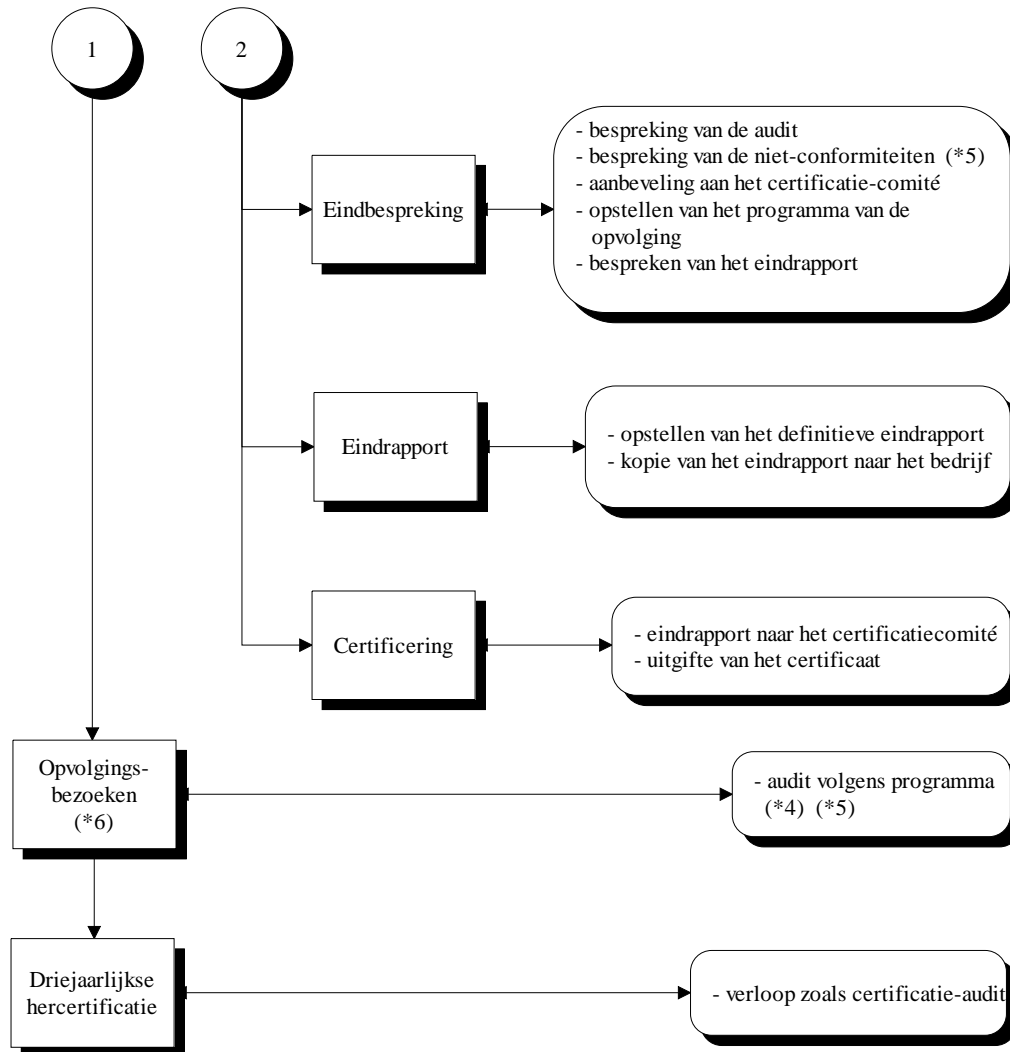 1
2
Eindbespreking
- bespreking van de audit
- bespreking van de niet-conformiteiten (*5)
- aanbeveling aan het certificatie-comité
- opstellen van het programma van de
opvolging
- bespreken van het eindrapport
Eindrapport
- opstellen van het definitieve eindrapport
- kopie van het eindrapport naar het bedrijf
Certificering
- eindrapport naar het certificatiecomité
- uitgifte van het certificaat
Opvolgings-
bezoeken
(*6)
- audit volgens programma
(*4) (*5)
Driejaarlijkse
hercertificatie
- verloop zoals certificatie-audit